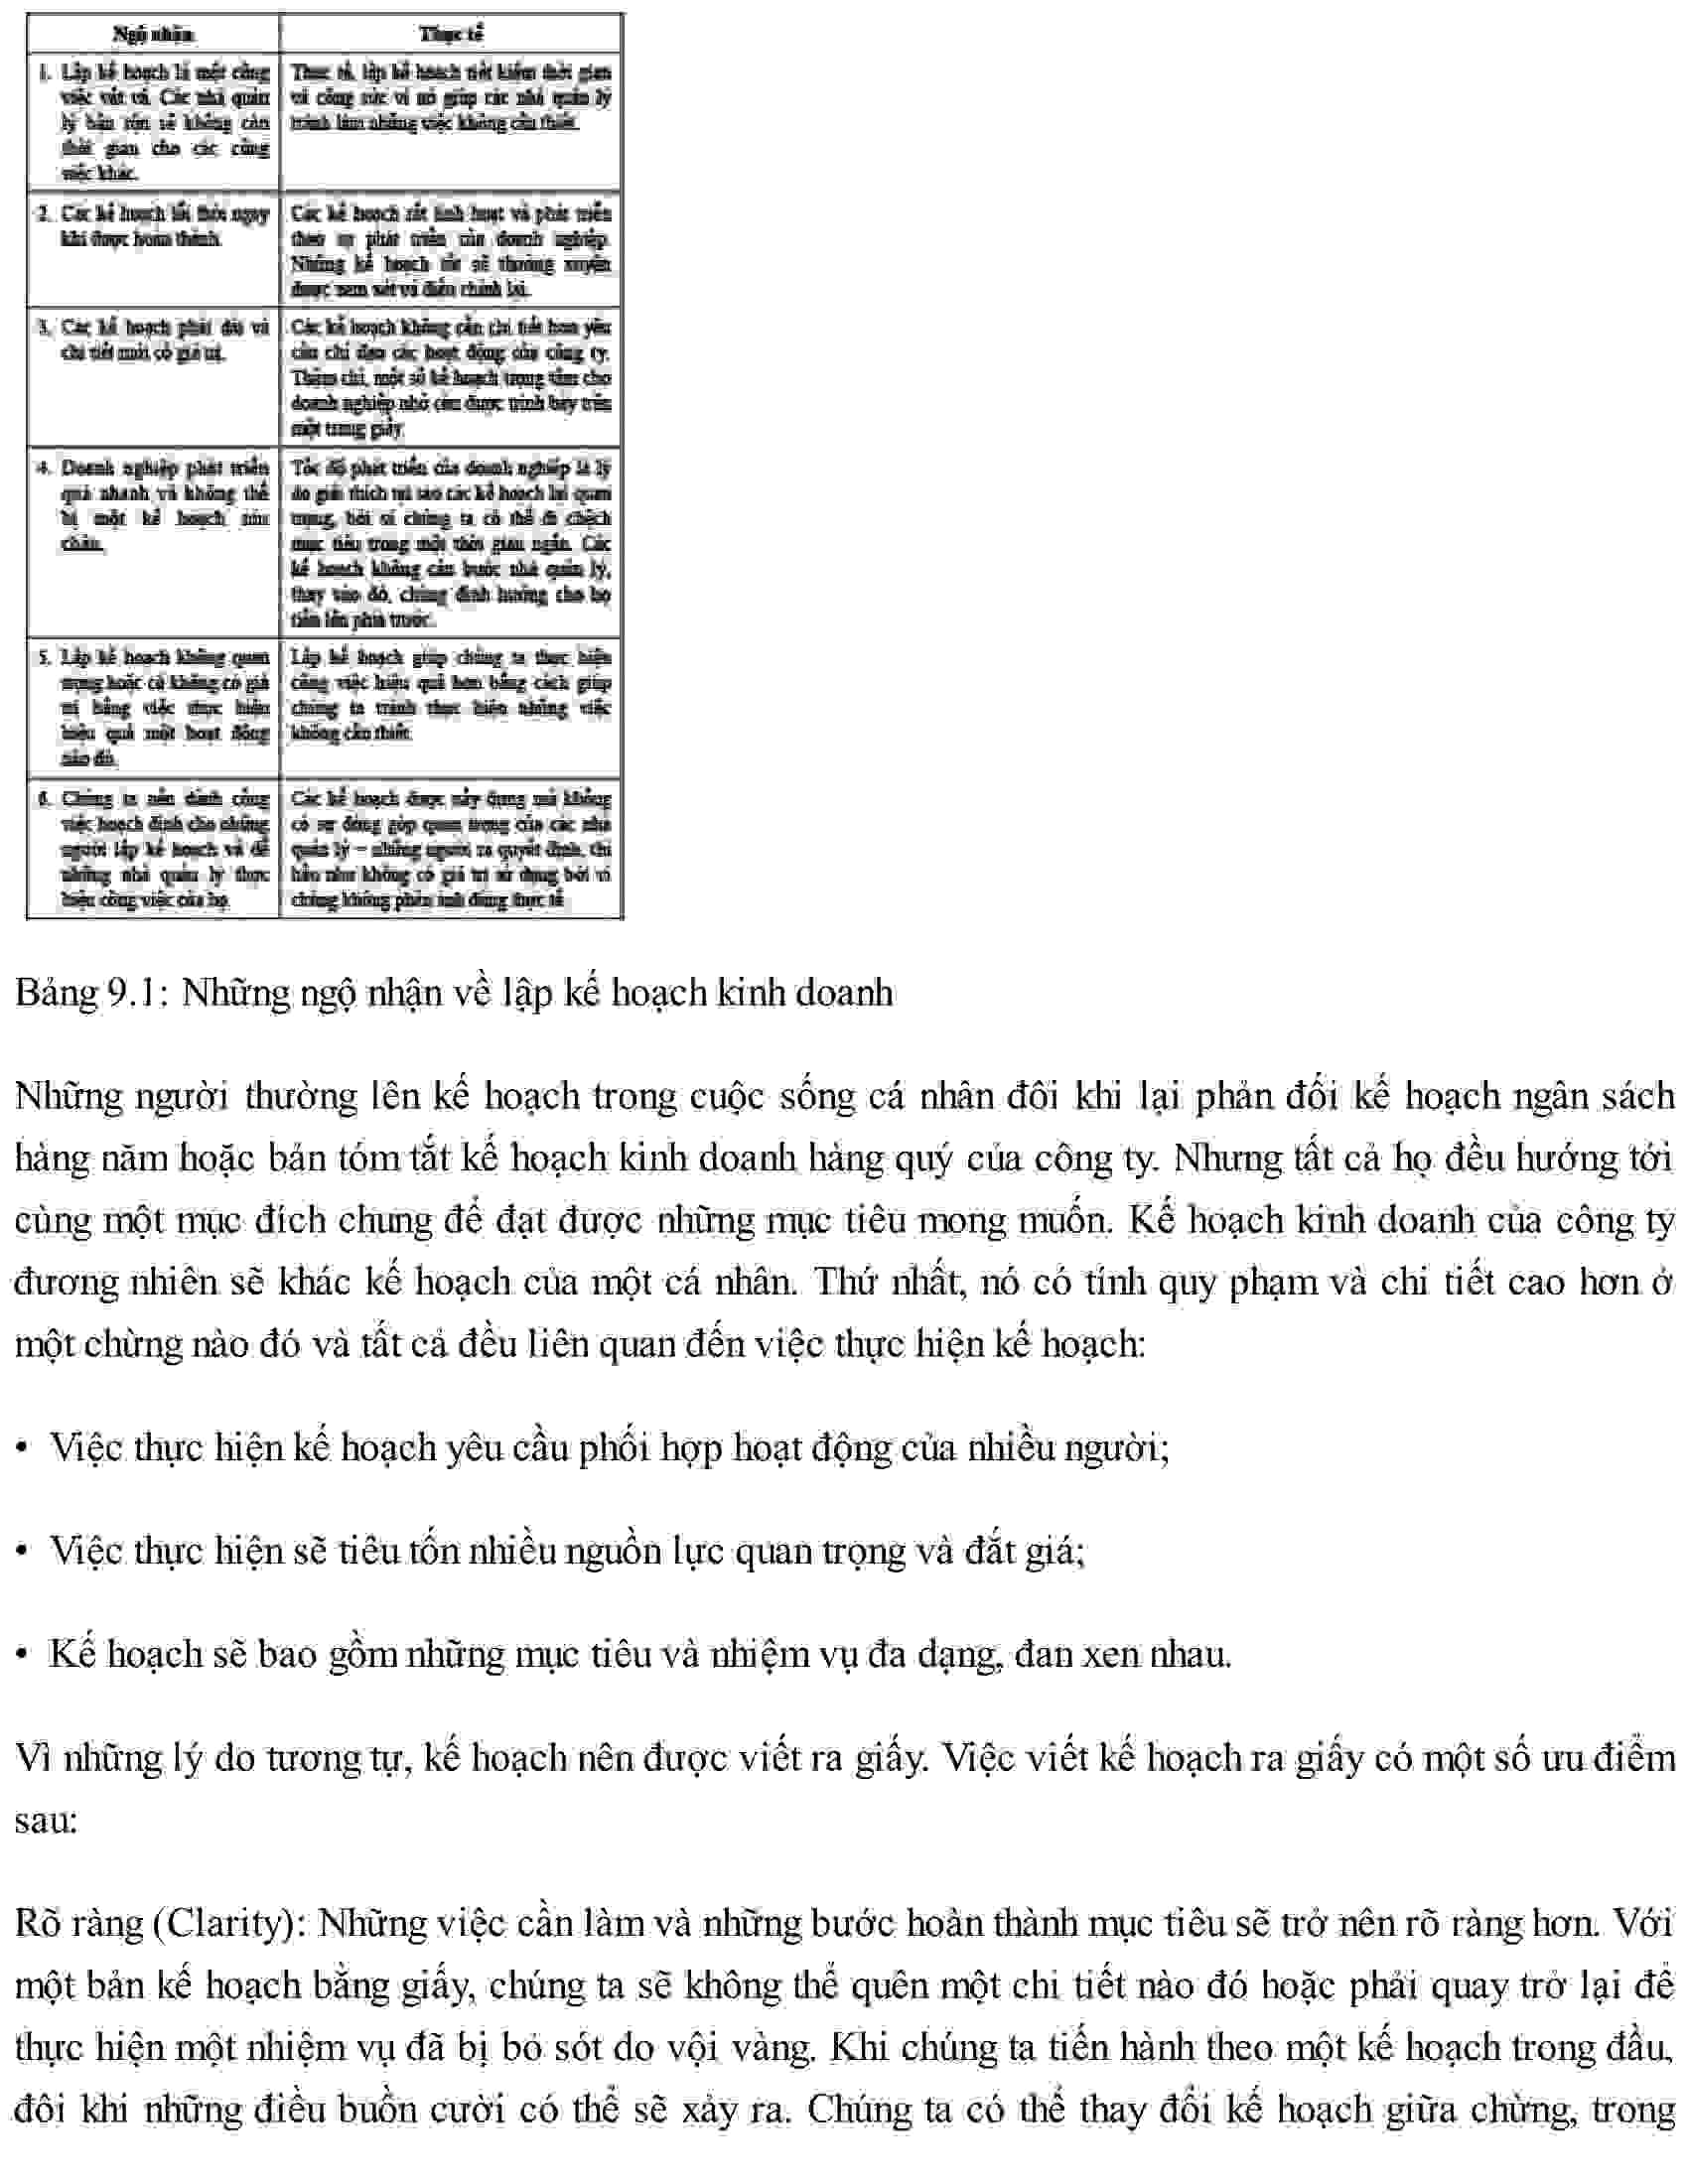 Ngộ nhận
Thực tế
1. Lập kế hoạch là một công
việc vất vả. Các nhà quản
lý bận rộn sẽ không còn
thời gian cho các công
việc khác.
Thực tế, lập kế hoạch tiết kiệm thời gian
và công sức vì nó giúp các nhà quản lý
tránh làm những việc không cần thiết.
2. Các kế hoạch lỗi thời ngay
khi được hoàn thành.
Các kế hoạch rất linh hoạt và phát triển
theo sự phát triển của doanh nghiệp.
Những kế hoạch tốt sẽ thường xuyên
được xem xét và điều chỉnh lại.
3. Các kế hoạch phải dài và
chi tiết mới có giá trị.
Các kế hoạch không cần chi tiết hơn yêu
cầu chỉ đạo các hoạt động của công ty.
Thậm chí, một số kế hoạch trọng tâm cho
doanh nghiệp nhỏ còn được trình bày trên
một trang giấy.
4. Doanh nghiệp phát triển
quá nhanh và không thể
bị một kế hoạch níu
chân.
Tốc độ phát triển của doanh nghiệp là lý
do giải thích tại sao các kế hoạch lại quan
trọng, bởi vì chúng ta có thể đi chệch
mục tiêu trong một thời gian ngắn. Các
kế hoạch không cản bước nhà quản lý,
thay vào đó, chúng định hướng cho họ
tiến lên phía trước.
5. Lập kế hoạch không quan
trọng hoặc cả không có giá
trị bằng việc thực hiện
hiệu quả một hoạt động
nào đó.
Lập kế hoạch giúp chúng ta thực hiện
công việc hiệu quả hơn bằng cách giúp
chúng ta tránh thực hiện những việc
không cần thiết.
6. Chúng ta nên dành công
việc hoạch định cho những
người lập kế hoạch và để
những nhà quản lý thực
hiện công việc của họ.
Các kế hoạch được xây dựng mà không
có sự đóng góp quan trọng của các nhà
quản lý – những người ra quyết định, thì
hầu như không có giá trị sử dụng bởi vì
chúng không phản ánh đúng thực tế.
Bảng 9.1: Những ngộ nhận về lập kế hoạch kinh doanh
Những người thường lên kế hoạch trong cuộc sống cá nhân đôi khi lại phản đối kế hoạch ngân sách
hàng năm hoặc bản tóm tắt kế hoạch kinh doanh hàng quý của công ty. Nhưng tất cả họ đều hướng tới
cùng một mục đích chung để đạt được những mục tiêu mong muốn. Kế hoạch kinh doanh của công ty
đương nhiên sẽ khác kế hoạch của một cá nhân. Thứ nhất, nó có tính quy phạm và chi tiết cao hơn ở
một chừng nào đó và tất cả đều liên quan đến việc thực hiện kế hoạch:
• Việc thực hiện kế hoạch yêu cầu phối hợp hoạt động của nhiều người;
• Việc thực hiện sẽ tiêu tốn nhiều nguồn lực quan trọng và đắt giá;
• Kế hoạch sẽ bao gồm những mục tiêu và nhiệm vụ đa dạng, đan xen nhau.
Vì những lý do tương tự, kế hoạch nên được viết ra giấy. Việc viết kế hoạch ra giấy có một số ưu điểm
sau:
Rõ ràng (Clarity): Những việc cần làm và những bước hoàn thành mục tiêu sẽ trở nên rõ ràng hơn. Với
một bản kế hoạch bằng giấy, chúng ta sẽ không thể quên một chi tiết nào đó hoặc phải quay trở lại để
thực hiện một nhiệm vụ đã bị bỏ sót do vội vàng. Khi chúng ta tiến hành theo một kế hoạch trong đầu,
đôi khi những điều buồn cười có thể sẽ xảy ra. Chúng ta có thể thay đổi kế hoạch giữa chừng, trong